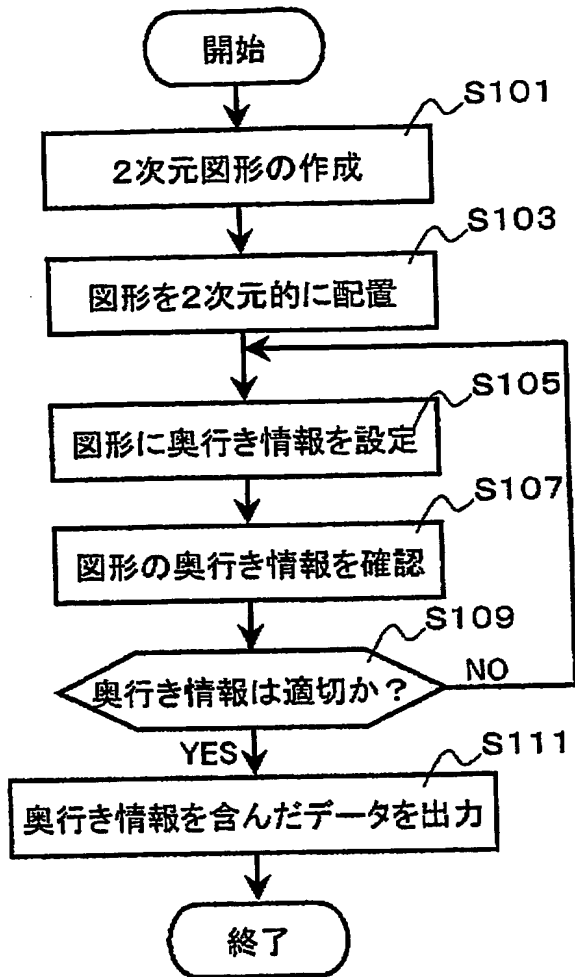 開始
S101
2次元図形の作成
S103
図形を2次元的に配置
S105
図形に奥行き情報を設定
S107
図形の奥行き情報を確認
S109
奥行き情報は適切か？
NO
YES
S111
奥行き情報を含んだデータを出力
終了